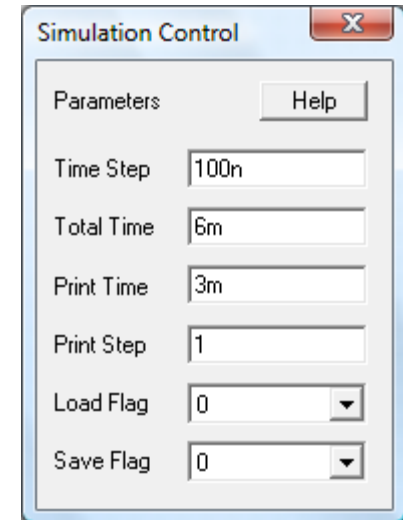 Simulation Control
Parameters Help
Time Step 100n
Total Time 6m
Print Time 3m
Print Step 1
Load Flag 0
Save Flag 0